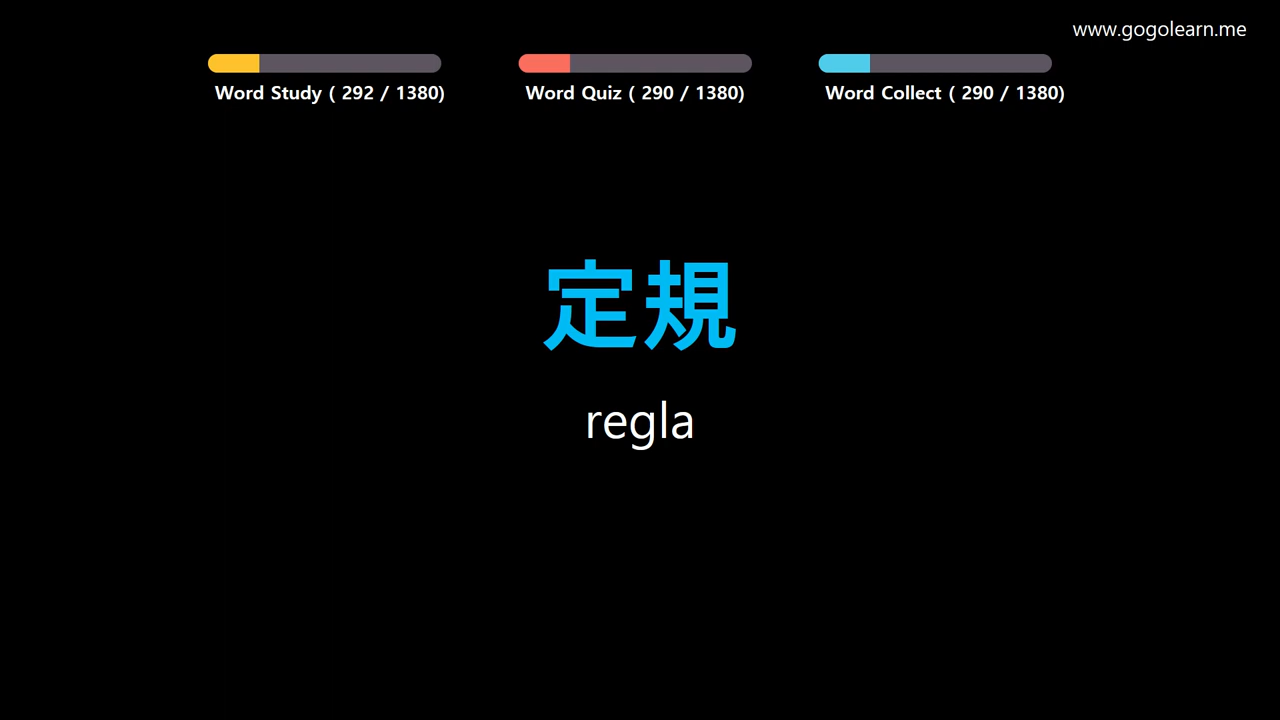 www.gogolearn.me
Word Study ( 292 / 1380)
Word Quiz ( 290 / 1380)
Word Collect ( 290 / 1380)
定規
regla